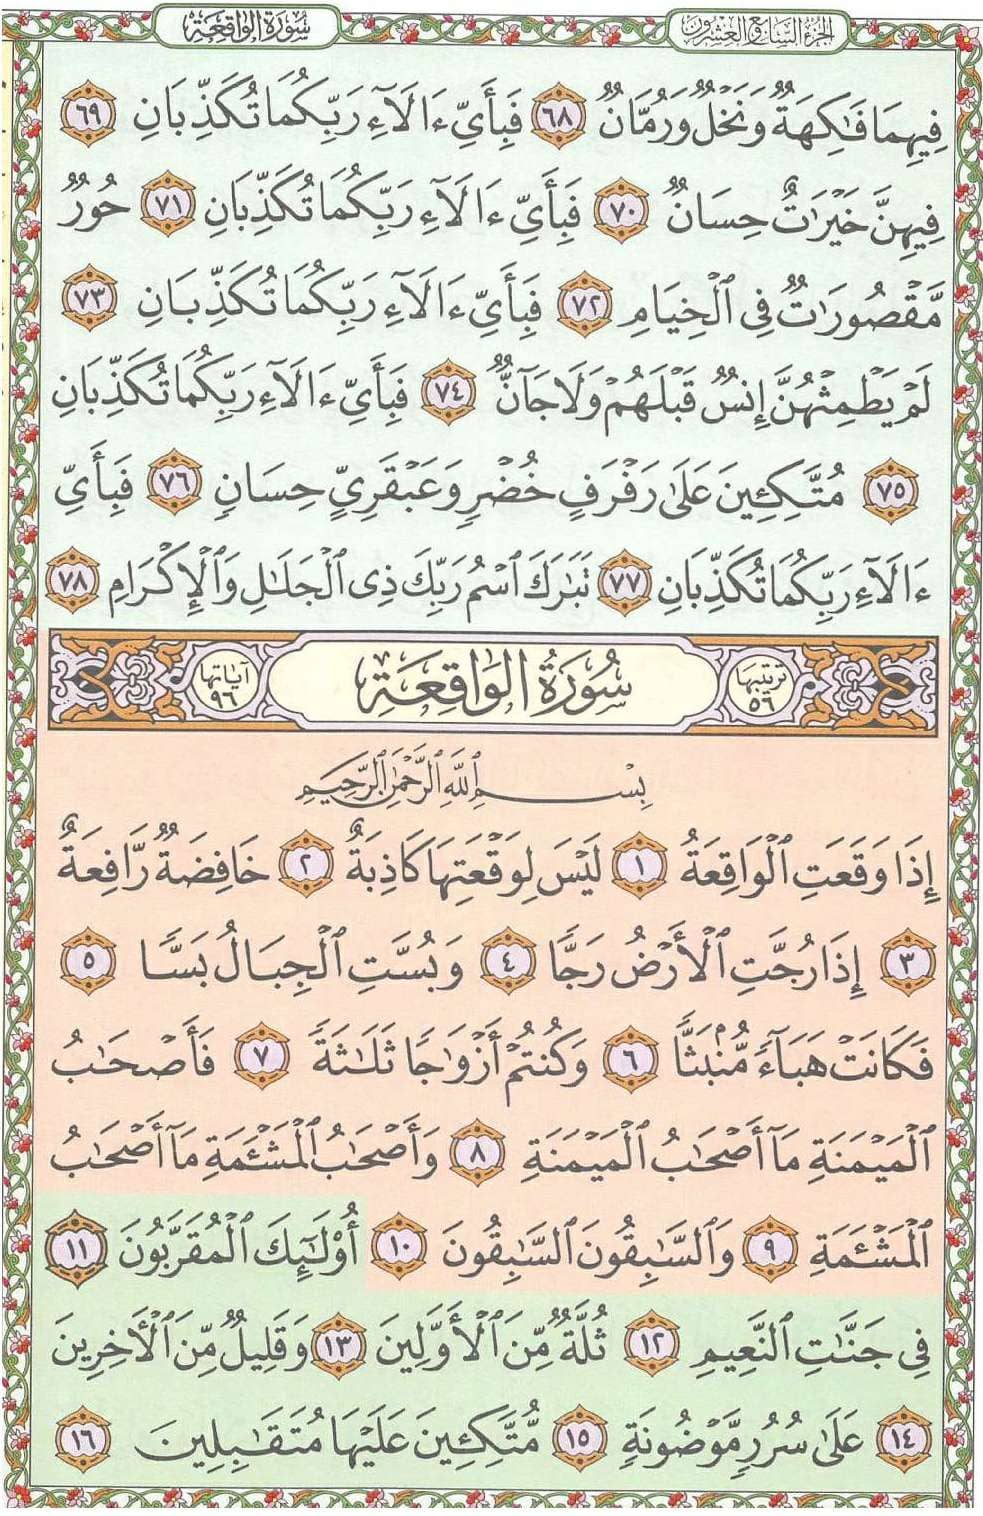 الجزء السابع والعشرون
سورة الواقعة
فِيهِمَا فَٰكِهَةٌ وَنَخْلٌ وَرُمَّانٌ ٦٨ فَبِأَيِّ ءَالَآءِ رَبِّكُمَا تُكَذِّبَانِ ٦٩
فِيهِنَّ خَيْرَٰتٌ حِسَانٌ ٧٠ فَبِأَيِّ ءَالَآءِ رَبِّكُمَا تُكَذِّبَانِ ٧١ حُورٌ
مَّقْصُورَٰتٌ فِى ٱلْخِيَامِ ٧٢ فَبِأَيِّ ءَالَآءِ رَبِّكُمَا تُكَذِّبَانِ ٧٣
لَمْ يَطْمِثْهُنَّ إِنسٌ قَبْلَهُمْ وَلَا جَآنٌّ ٧٤ فَبِأَيِّ ءَالَآءِ رَبِّكُمَا تُكَذِّبَانِ
٧٥ مُتَّكِـِٔينَ عَلَىٰ رَفْرَفٍ خُضْرٍ وَعَبْقَرِيٍّ حِسَانٍ ٧٦ فَبِأَيِّ
ءَالَآءِ رَبِّكُمَا تُكَذِّبَانِ ٧٧ تَبَٰرَكَ ٱسْمُ رَبِّكَ ذِى ٱلْجَلَٰلِ وَٱلْإِكْرَامِ ٧٨
ترتيبها ٥٦ سُورَةُ الوَاقِعَةِ آياتها ٩٦
بِسْمِ ٱللَّهِ ٱلرَّحْمَٰنِ ٱلرَّحِيمِ
إِذَا وَقَعَتِ ٱلْوَاقِعَةُ ١ لَيْسَ لِوَقْعَتِهَا كَاذِبَةٌ ٢ خَافِضَةٌ رَّافِعَةٌ
٣ إِذَا رُجَّتِ ٱلْأَرْضُ رَجًّا ٤ وَبُسَّتِ ٱلْجِبَالُ بَسًّا ٥
فَكَانَتْ هَبَآءً مُّنۢبَثًّا ٦ وَكُنتُمْ أَزْوَٰجًا ثَلَٰثَةً ٧ فَأَصْحَٰبُ
ٱلْمَيْمَنَةِ مَآ أَصْحَٰبُ ٱلْمَيْمَنَةِ ٨ وَأَصْحَٰبُ ٱلْمَشْـَٔمَةِ مَآ أَصْحَٰبُ
ٱلْمَشْـَٔمَةِ ٩ وَٱلسَّٰبِقُونَ ٱلسَّٰبِقُونَ ١٠ أُو۟لَٰٓئِكَ ٱلْمُقَرَّبُونَ ١١
فِى جَنَّٰتِ ٱلنَّعِيمِ ١٢ ثُلَّةٌ مِّنَ ٱلْأَوَّلِينَ ١٣ وَقَلِيلٌ مِّنَ ٱلْأَخِرِينَ
١٤ عَلَىٰ سُرُرٍ مَّوْضُونَةٍ ١٥ مُّتَّكِـِٔينَ عَلَيْهَا مُتَقَٰبِلِينَ ١٦